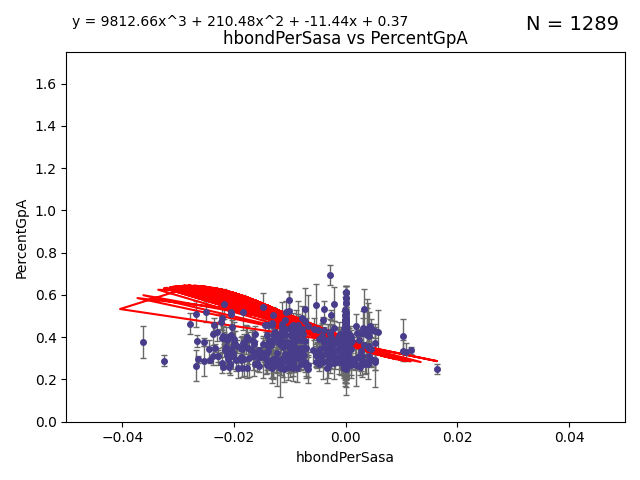 y = 9812.66x^3 + 210.48x^2 + -11.44x + 0.37
N = 1289
hbondPerSasa vs PercentGpA
PercentGpA
1.6
1.4
1.2
1.0
0.8
0.6
0.4
0.2
0.0
−0.04 −0.02 0.00 0.02 0.04
hbondPerSasa